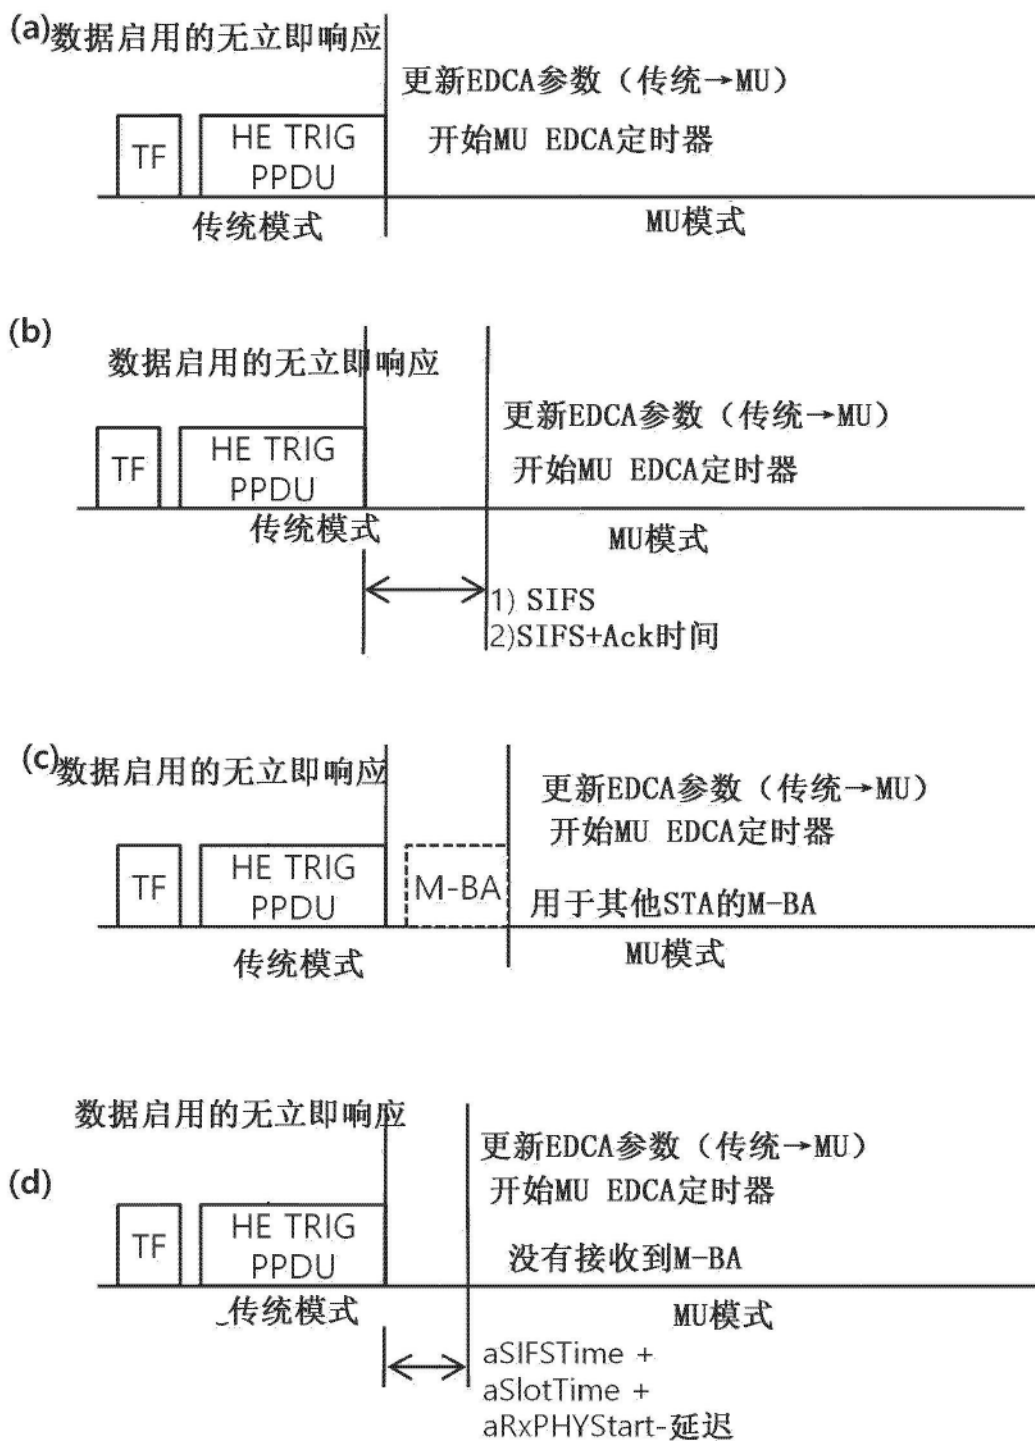 (a)数据启用的无立即响应
更新EDCA参数（传统→MU）
开始MU EDCA定时器
TF
HE TRIG
PPDU
传统模式
MU模式
(b)
数据启用的无立即响应
更新EDCA参数（传统→MU）
开始MU EDCA定时器
TF
HE TRIG
PPDU
传统模式
MU模式
1) SIFS
2)SIFS+Ack时间
(c)数据启用的无立即响应
更新EDCA参数（传统→MU）
开始MU EDCA定时器
TF
HE TRIG
PPDU
M-BA
用于其他STA的M-BA
传统模式
MU模式
数据启用的无立即响应
(d)
更新EDCA参数（传统→MU）
开始MU EDCA定时器
TF
HE TRIG
PPDU
没有接收到M-BA
传统模式
MU模式
aSIFSTime +
aSlotTime +
aRxPHYStart-延迟